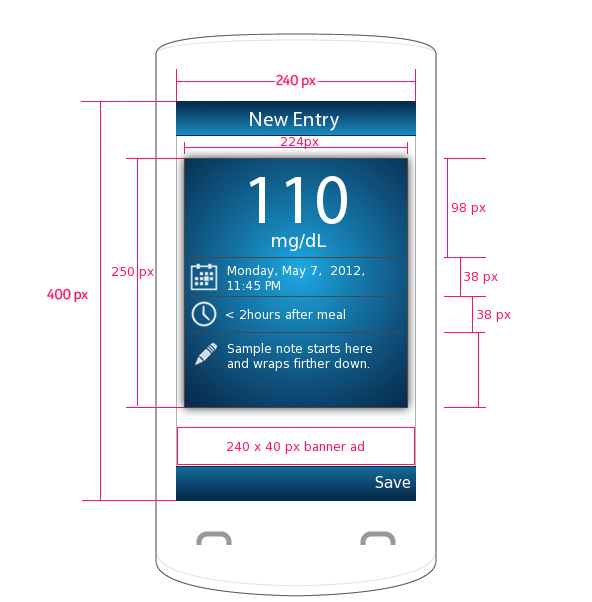 240 px
New Entry
224px
110
mg/dL
98 px
Monday, May 7,  2012,
11:45 PM
250 px
38 px
400 px
< 2hours after meal
38 px
Sample note starts here
and wraps firther down.
240 x 40 px banner ad
Save